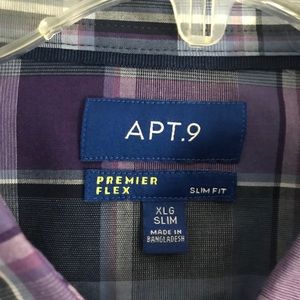 APT.9
PREMIER
FLEX
SLIM FIT
XLG
SLIM
MADE IN
BANGLADESH